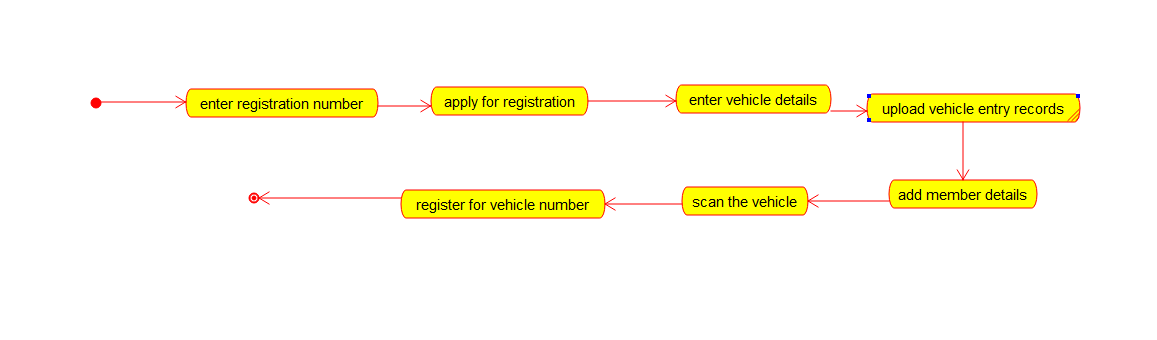 enter registration number
apply for registration
enter vehicle details
upload vehicle entry records
add member details
scan the vehicle
register for vehicle number